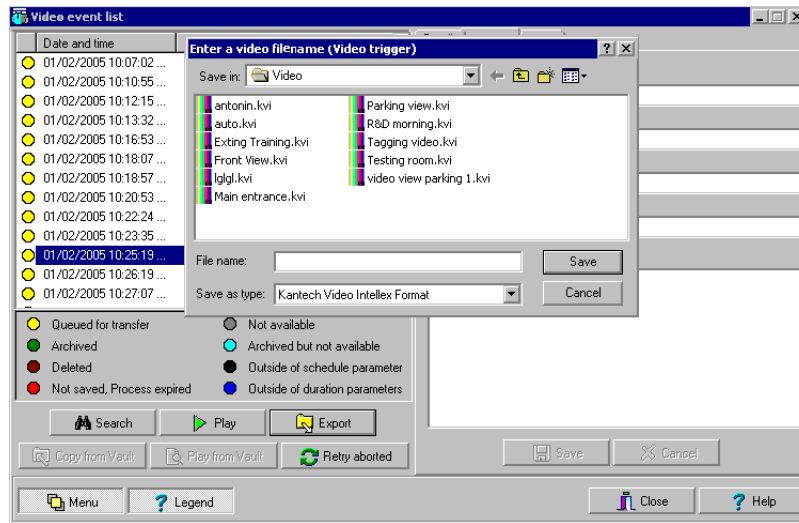 Video event list
Date and time
01/02/2005 10:07:02 ...
01/02/2005 10:10:55 ...
01/02/2005 10:12:15 ...
01/02/2005 10:13:32 ...
01/02/2005 10:16:53 ...
01/02/2005 10:18:07 ...
01/02/2005 10:18:57 ...
01/02/2005 10:20:53 ...
01/02/2005 10:22:24 ...
01/02/2005 10:23:35 ...
01/02/2005 10:25:19 ...
01/02/2005 10:26:19 ...
01/02/2005 10:27:07 ...
Enter a video filename (Video trigger)
Save in: Video
antonin.kvi
auto.kvi
Exting Training.kvi
Front View.kvi
lglgl.kvi
Main entrance.kvi
Parking view.kvi
R&D morning.kvi
Tagging video.kvi
Testing room.kvi
video view parking 1.kvi
File name:
Save
Save as type: Kantech Video Intellex Format
Cancel
Queued for transfer
Not available
Archived
Archived but not available
Deleted
Outside of schedule parameter
Not saved, Process expired
Outside of duration parameters
Search
Play
Export
Copy from Vault
Play from Vault
Retry aborted
Save
Cancel
Menu
Legend
Close
Help